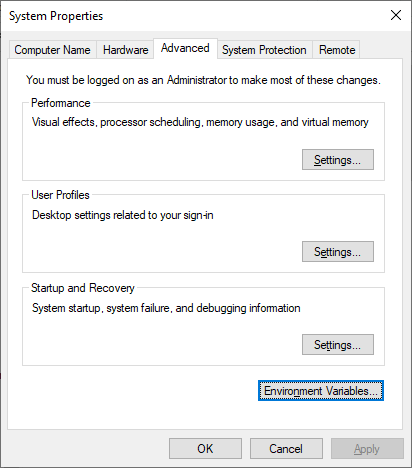 System Properties
Computer Name Hardware Advanced System Protection Remote
You must be logged on as an Administrator to make most of these changes.
Performance
Visual effects, processor scheduling, memory usage, and virtual memory
Settings...
User Profiles
Desktop settings related to your sign-in
Settings...
Startup and Recovery
System startup, system failure, and debugging information
Settings...
Environment Variables...
OK Cancel Apply